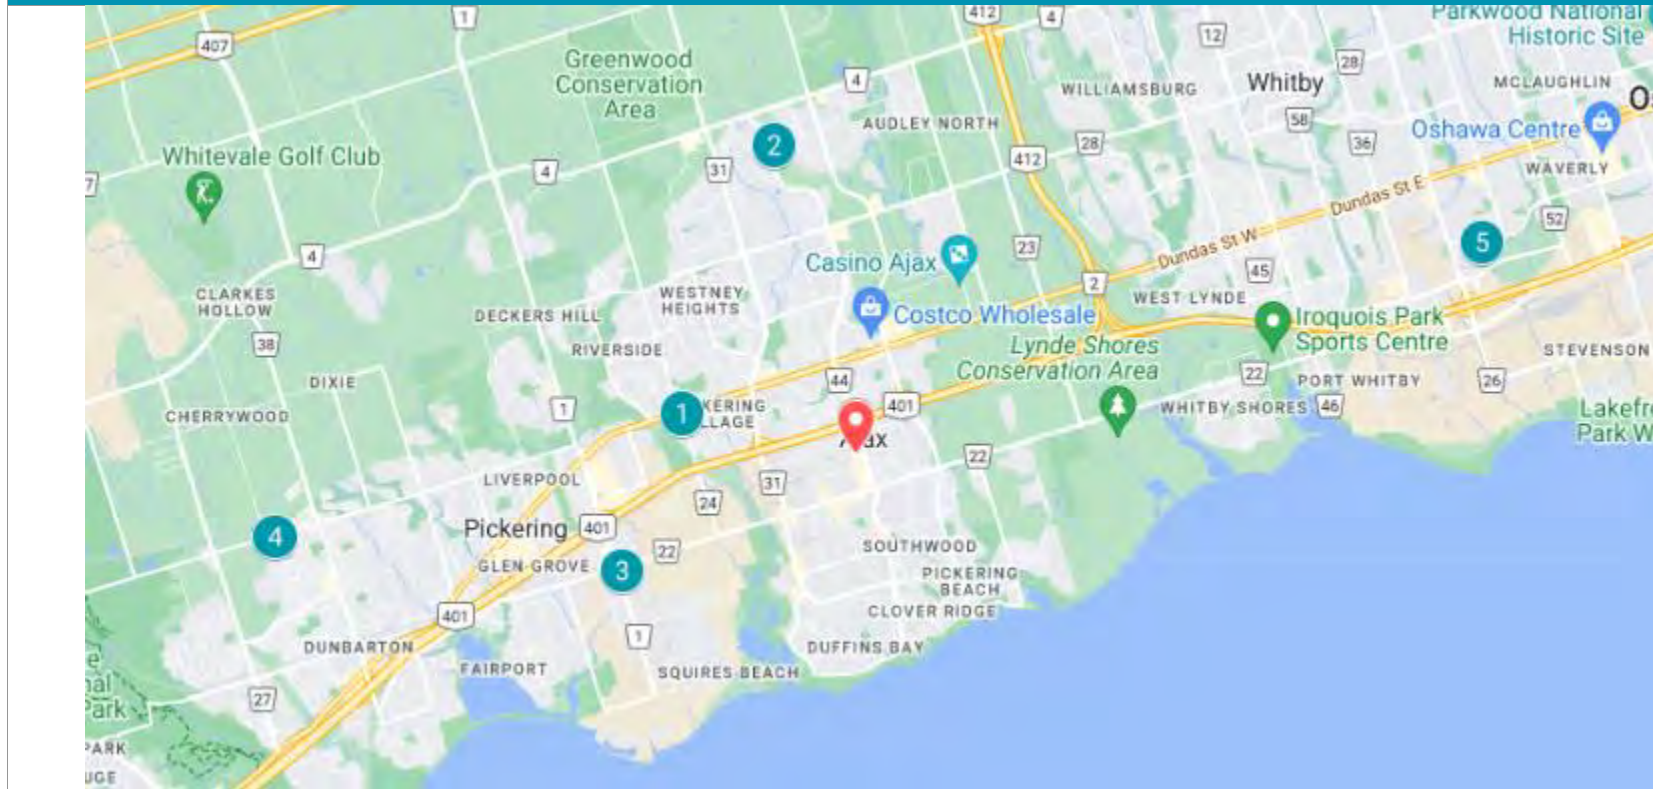 1
412
4
Parkwood National
Historic Site
407
12
Greenwood
Conservation
Area
28
4
WILLIAMSBURG
Whitby
MCLAUGHLIN
58
Oshawa Centre
AUDLEY NORTH
2
28
36
412
Whitevale Golf Club
4
31
WAVERLY
7
Dundas St E
52
5
4
Casino Ajax
23
Dundas St W
45
2
CLARKES
HOLLOW
WESTNEY
HEIGHTS
WEST LYNDE
DECKERS HILL
Costco Wholesale
Iroquois Park
Sports Centre
38
RIVERSIDE
Lynde Shores
Conservation Area
STEVENSON
DIXIE
44
22
PORT WHITBY
26
CHERRYWOOD
1
1
401
WHITBY SHORES
46
22
LIVERPOOL
31
24
4
Pickering
401
22
SOUTHWOOD
GLEN GROVE
3
PICKERING
BEACH
401
CLOVER RIDGE
1
DUNBARTON
DUFFINS BAY
FAIRPORT
SQUIRES BEACH
27
Park
PARK